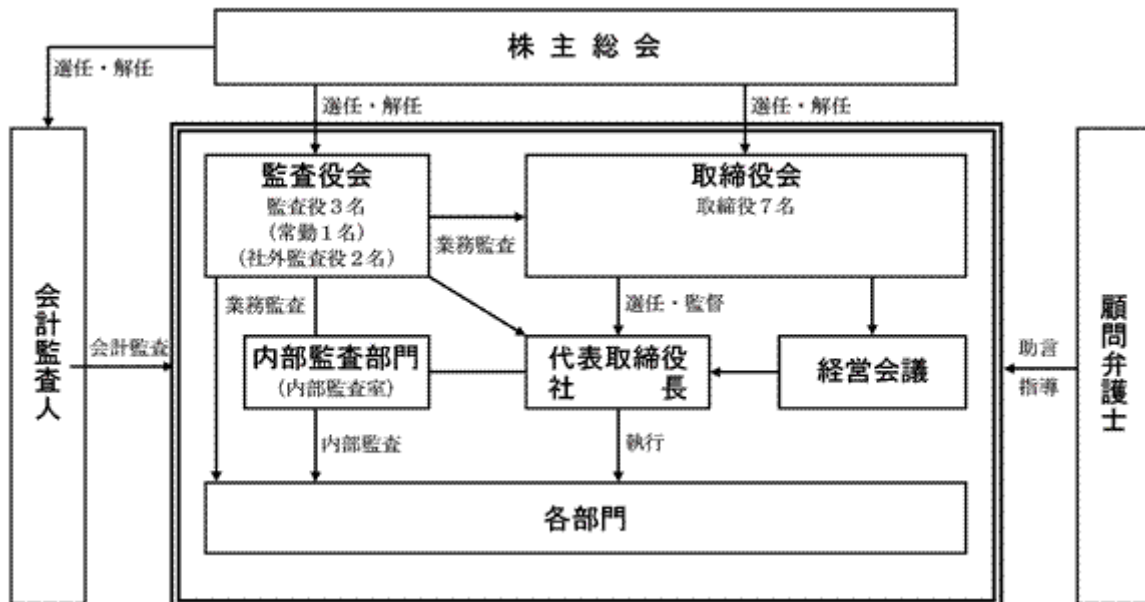 株主総会
選任・解任
選任・解任
選任・解任
監査役会
監査役3名
(常勤1名)
(社外監査役2名)
取締役会
取締役7名
業務監査
業務監査
選任・監督
会計監査人
会計監査
内部監査部門
(内部監査室)
代表取締役
社長
経営会議
助言
指導
顧問弁護士
内部監査
執行
各部門